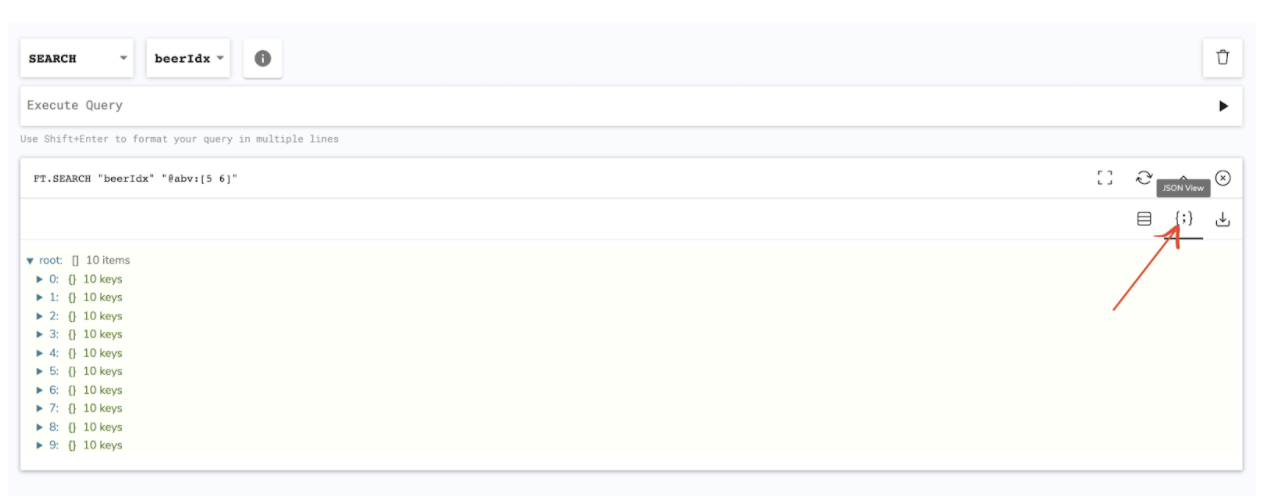 SEARCH beerIdx
Execute Query
Use Shift+Enter to format your query in multiple lines
FT.SEARCH "beerIdx" "@abv:[5 6]"
JSON View
{;}
root: [] 10 items
0: {} 10 keys
1: {} 10 keys
2: {} 10 keys
3: {} 10 keys
4: {} 10 keys
5: {} 10 keys
6: {} 10 keys
7: {} 10 keys
8: {} 10 keys
9: {} 10 keys